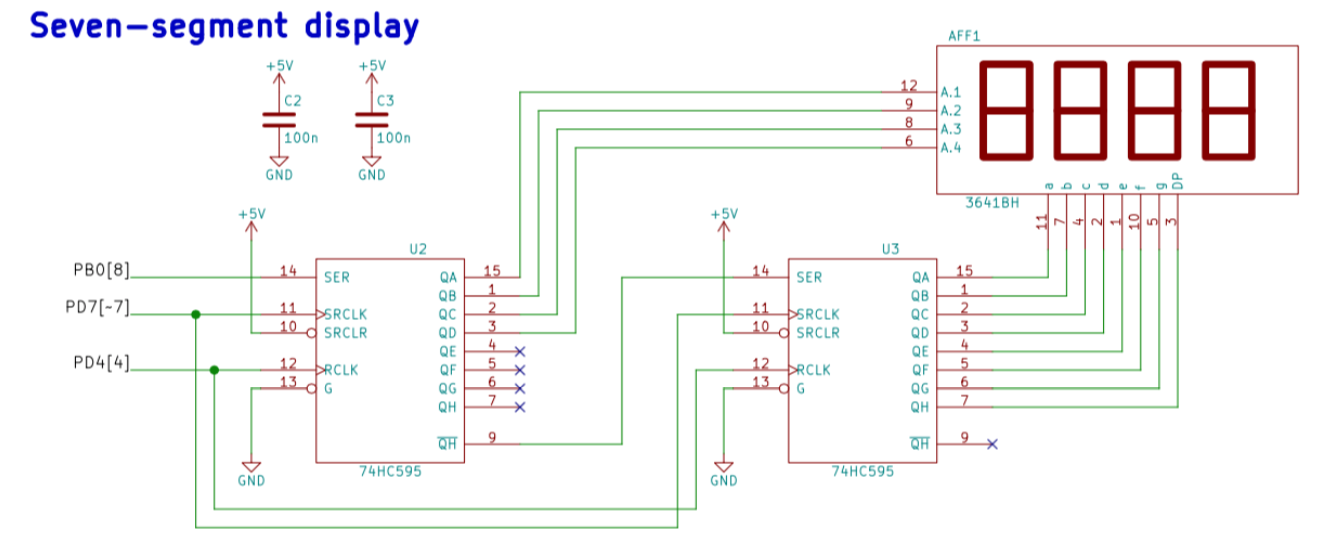 Seven-segment display
AFF1
+5V
C2
100n
GND
+5V
C3
100n
GND
12 A.1
9 A.2
8 A.3
6 A.4
a b c d e f g DP
11 7 4 2 1 10 5 3
3641BH
+5V
U2
PB0[8]
PD7[~7]
PD4[4]
14 SER QA 15
QB 1
11 SRCLK QC 2
10 SRCLR QD 3
QE 4
12 RCLK QF 5
13 G QG 6
QH 7
QH 9
74HC595
GND
+5V
U3
14 SER QA 15
QB 1
11 SRCLK QC 2
10 SRCLR QD 3
QE 4
12 RCLK QF 5
13 G QG 6
QH 7
QH 9
74HC595
GND